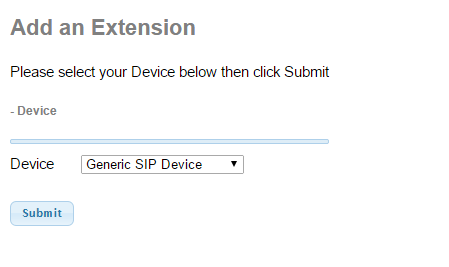 Add an Extension
Please select your Device below then click Submit
- Device
Device Generic SIP Device
Submit